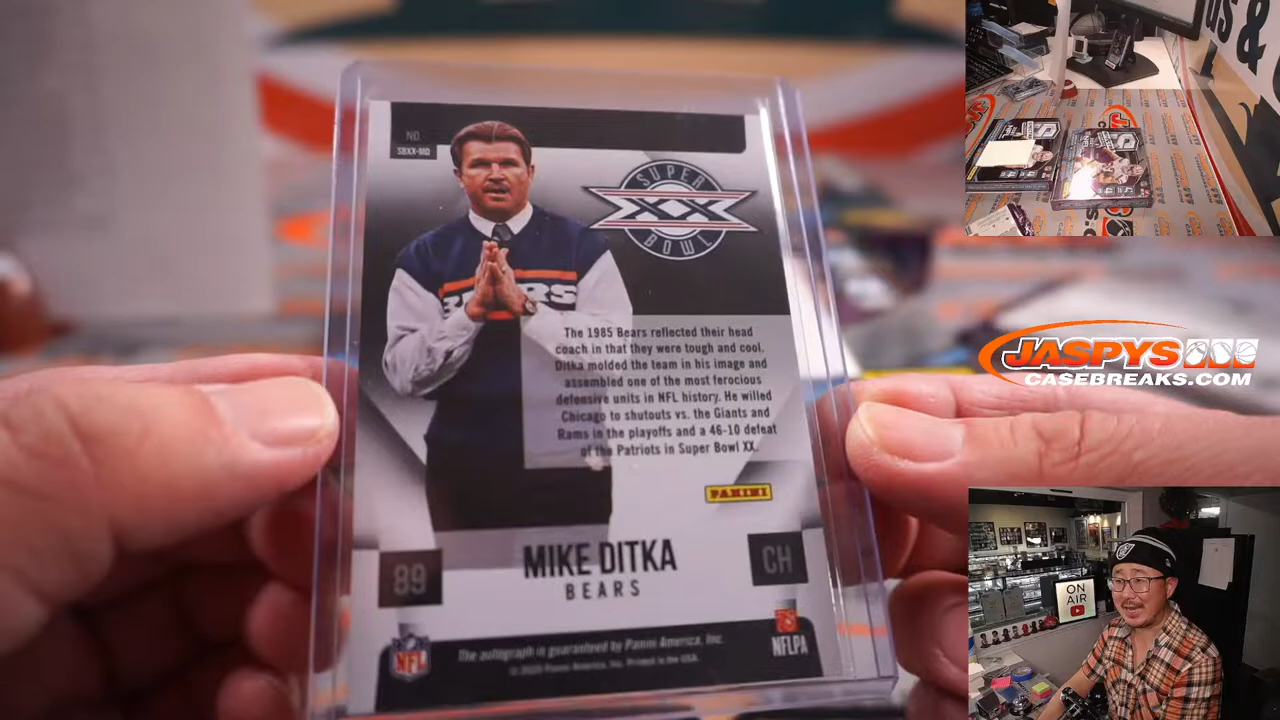 NO.
SBXX-MD
SUPER
XX
BOWL
BEARS
The 1985 Bears reflected their head
coach in that they were tough and cool.
Ditka molded the team in his image and
assembled one of the most ferocious
defensive units in NFL history. He willed
Chicago to shutouts vs. the Giants and
Rams in the playoffs and a 46-10 defeat
of the Patriots in Super Bowl XX.
PANINI
89
MIKE DITKA
CH
BEARS
NFL
The autograph is guaranteed by Panini America, Inc.
© 2020 Panini America, Inc. Printed in the USA.
NFLPA
us &
JASPYS
CASEBREAKS.COM
ON
AIR